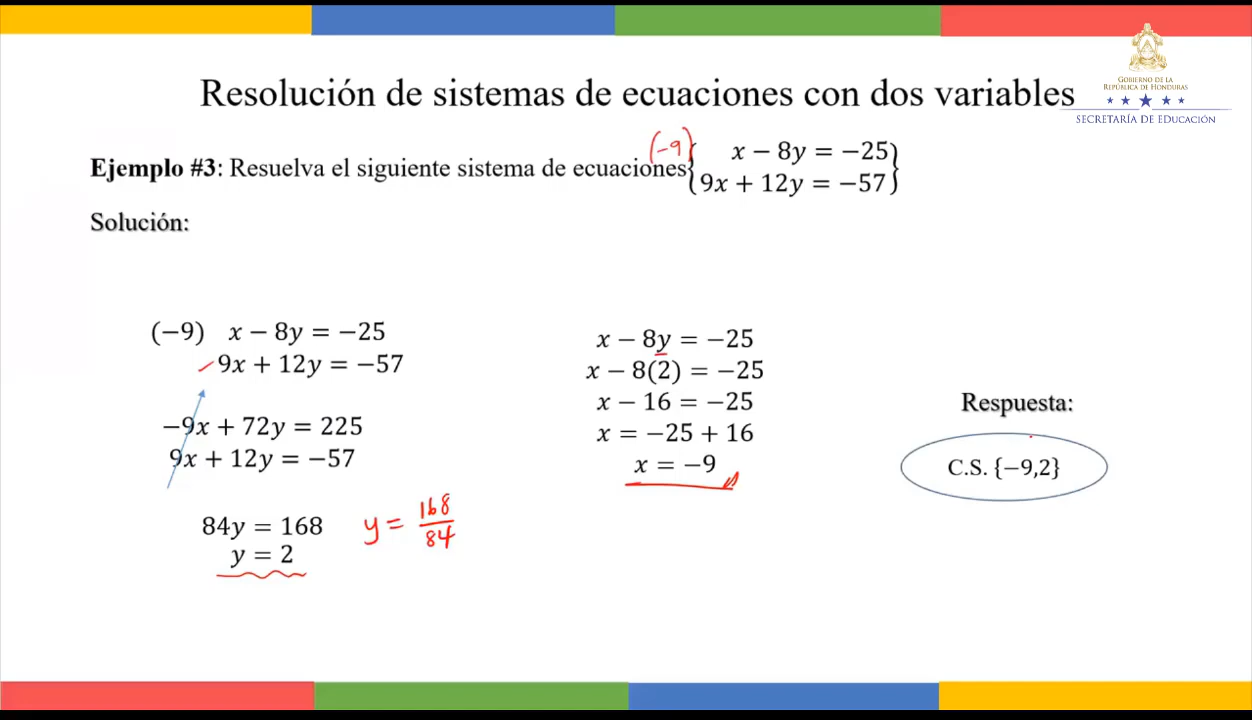 GOBIERNO DE LA
REPÚBLICA DE HONDURAS
SECRETARÍA DE EDUCACIÓN
Resolución de sistemas de ecuaciones con dos variables
(-9)
Ejemplo #3: Resuelva el siguiente sistema de ecuaciones
{ x − 8y = −25
9x + 12y = −57 }
Solución:
(−9) x − 8y = −25
9x + 12y = −57
−9x + 72y = 225
9x + 12y = −57
84y = 168
y = 2
y = 168/84
x − 8y = −25
x − 8(2) = −25
x − 16 = −25
x = −25 + 16
x = −9
Respuesta:
C.S. {−9,2}